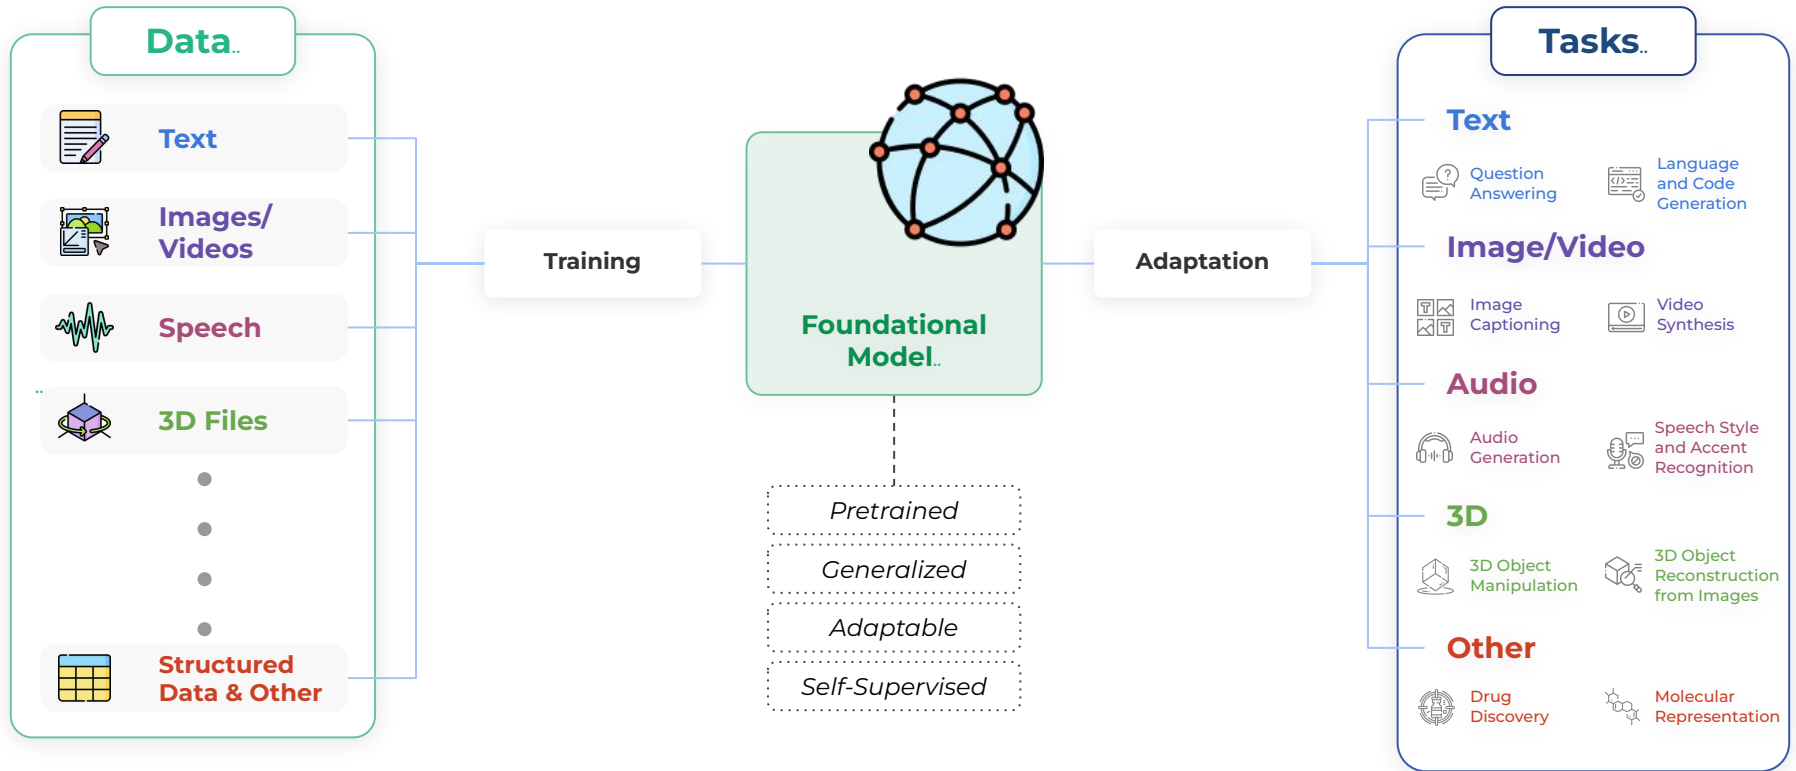 Data..
Text
Images/
Videos
Speech
..
3D Files
Structured
Data & Other
Training
Foundational
Model..
Pretrained
Generalized
Adaptable
Self-Supervised
Adaptation
Tasks..
Text
Question
Answering
Language
and Code
Generation
Image/Video
Image
Captioning
Video
Synthesis
Audio
Audio
Generation
Speech Style
and Accent
Recognition
3D
3D Object
Manipulation
3D Object
Reconstruction
from Images
Other
Drug
Discovery
Molecular
Representation